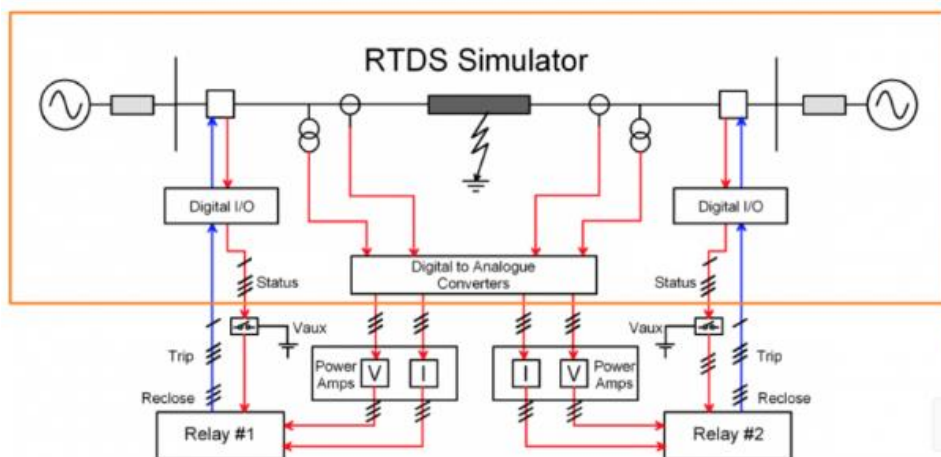 RTDS Simulator
Digital I/O
Digital I/O
Digital to Analogue
Converters
Status
Status
Vaux
Vaux
Trip
Power
Amps
V
I
I
V
Power
Amps
Trip
Reclose
Reclose
Relay #1
Relay #2